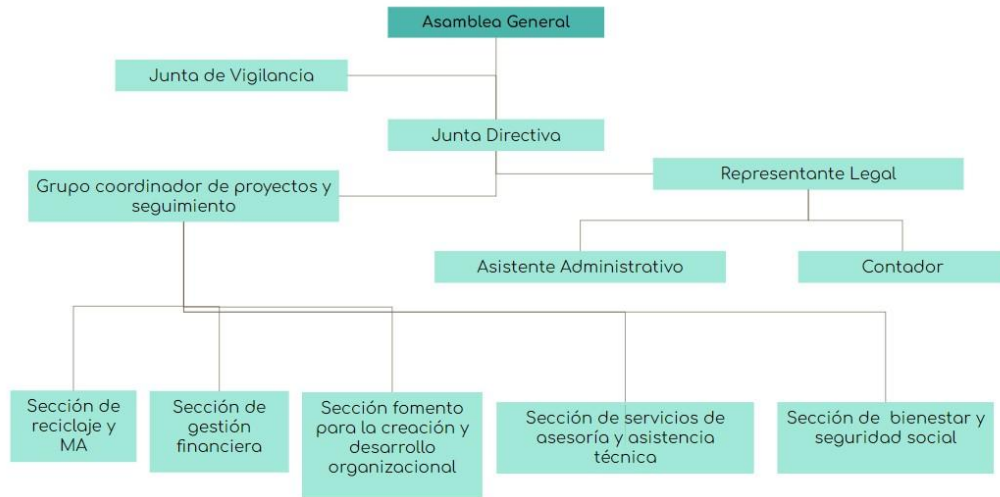 Asamblea General
Junta de Vigilancia
Junta Directiva
Grupo coordinador de proyectos y
seguimiento
Representante Legal
Asistente Administrativo
Contador
Sección de
reciclaje y
MA
Sección de
gestión
financiera
Sección fomento
para la creación y
desarrollo
organizacional
Sección de servicios de
asesoría y asistencia
técnica
Sección de bienestar y
seguridad social